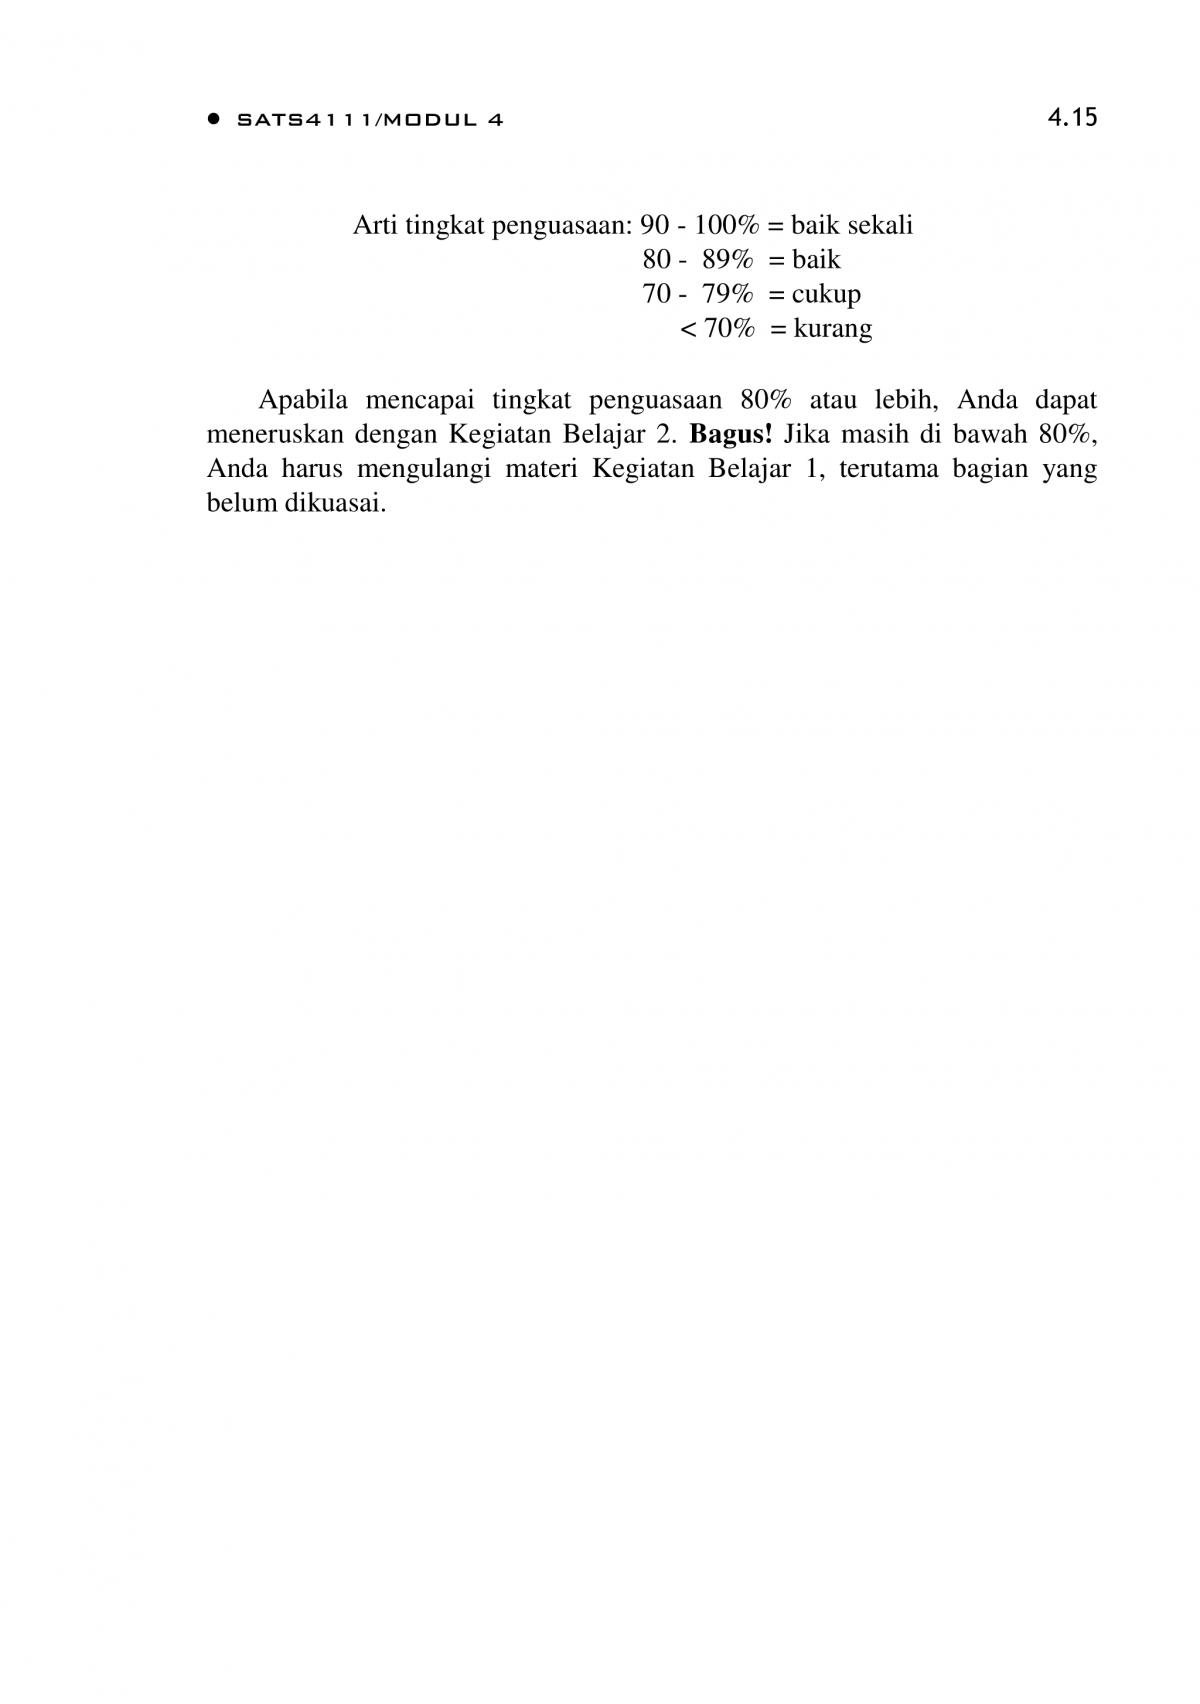 ● SATS4111/MODUL 4 4.15
Arti tingkat penguasaan: 90 - 100% = baik sekali
80 - 89% = baik
70 - 79% = cukup
< 70% = kurang
Apabila mencapai tingkat penguasaan 80% atau lebih, Anda dapat
meneruskan dengan Kegiatan Belajar 2. Bagus! Jika masih di bawah 80%,
Anda harus mengulangi materi Kegiatan Belajar 1, terutama bagian yang
belum dikuasai.